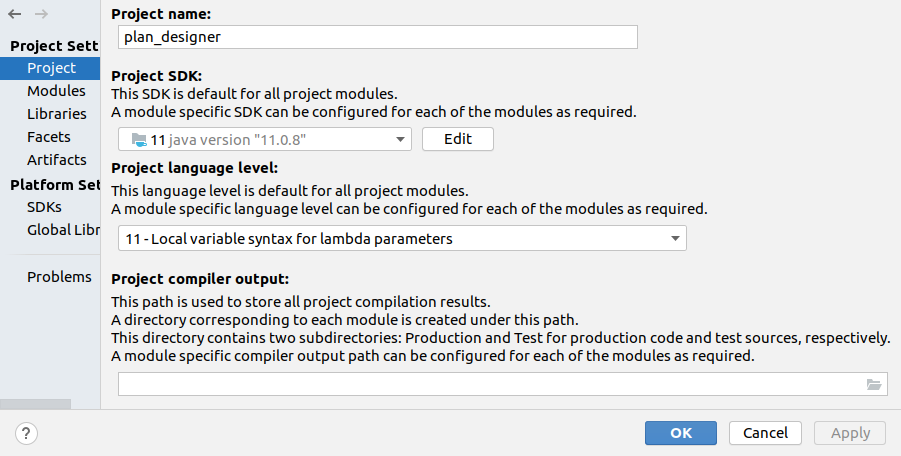 Project Sett
Project
Modules
Libraries
Facets
Artifacts
Platform Set
SDKs
Global Libr
Problems
Project name:
plan_designer
Project SDK:
This SDK is default for all project modules.
A module specific SDK can be configured for each of the modules as required.
11 java version "11.0.8"
Edit
Project language level:
This language level is default for all project modules.
A module specific language level can be configured for each of the modules as required.
11 - Local variable syntax for lambda parameters
Project compiler output:
This path is used to store all project compilation results.
A directory corresponding to each module is created under this path.
This directory contains two subdirectories: Production and Test for production code and test sources, respectively.
A module specific compiler output path can be configured for each of the modules as required.
?
OK
Cancel
Apply